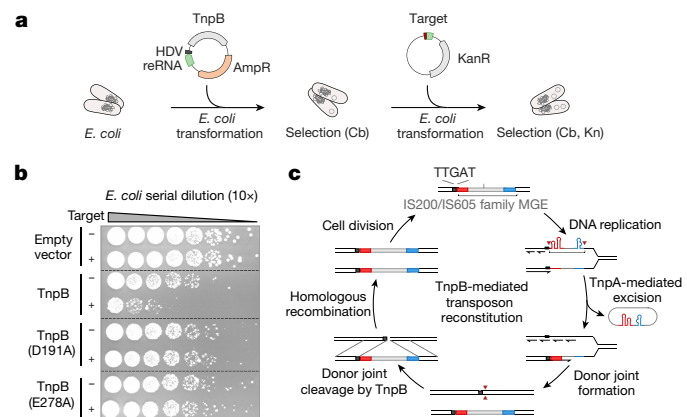 a
TnpB
HDV
reRNA
AmpR
Target
KanR
E. coli
E. coli
transformation
Selection (Cb)
E. coli
transformation
Selection (Cb, Kn)
b
E. coli serial dilution (10×)
Target
Empty
vector
−
+
TnpB
−
+
TnpB
(D191A)
−
+
TnpB
(E278A)
−
+
c
TTGAT
IS200/IS605 family MGE
Cell division
DNA replication
Homologous
recombination
TnpB-mediated
transposon
reconstitution
TnpA-mediated
excision
Donor joint
cleavage by TnpB
Donor joint
formation